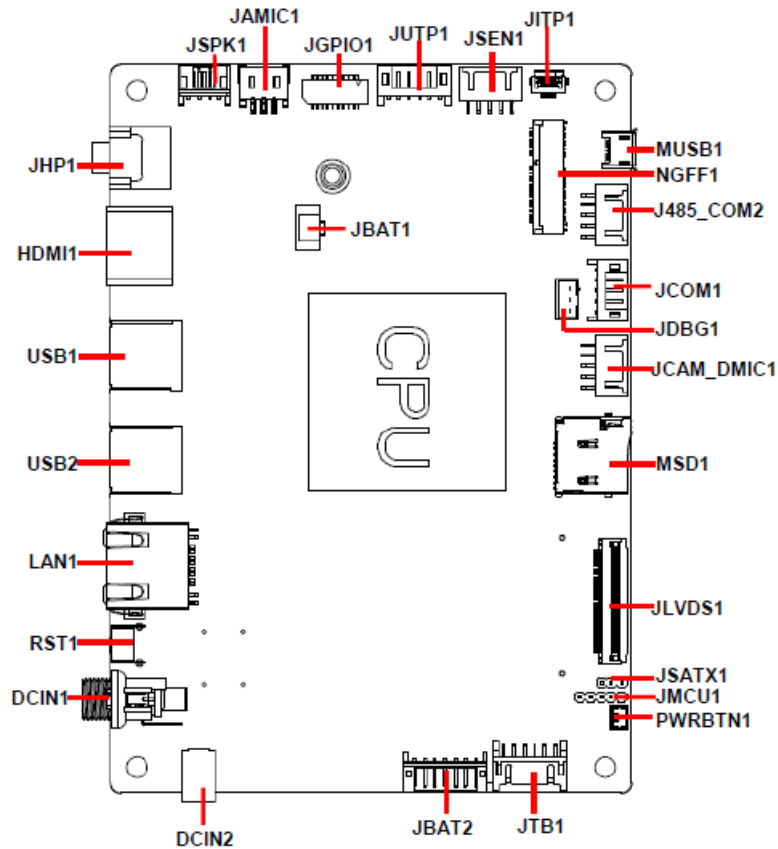 JAMIC1
JSPK1
JGPIO1
JUTP1
JSEN1
JITP1
JHP1
MUSB1
NGFF1
J485_COM2
JBAT1
HDMI1
JCOM1
JDBG1
USB1
JCAM_DMIC1
CPU
USB2
MSD1
LAN1
JLVDS1
RST1
JSATX1
DCIN1
JMCU1
PWRBTN1
DCIN2
JBAT2
JTB1